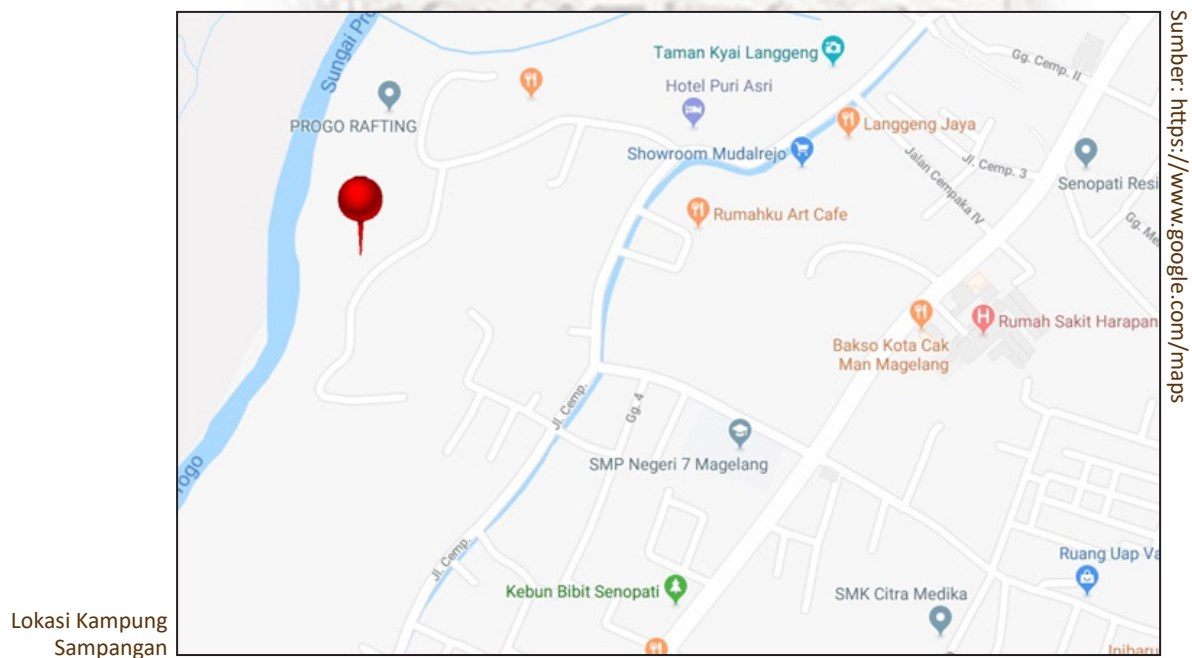 Sungai Pro
Taman Kyai Langgeng
Gg. Cemp. II
Hotel Puri Asri
PROGO RAFTING
Langgeng Jaya
Showroom Mudalrejo
Jl. Cemp. 3
Jalan Cempaka IV
Senopati Resi
Rumahku Art Cafe
Gg. Me
Rumah Sakit Harapan
Bakso Kota Cak
Man Magelang
Jl. Cemp.
Gg. 4
SMP Negeri 7 Magelang
rogo
Jl. Cemp.
Ruang Uap Va
Kebun Bibit Senopati
SMK Citra Medika
Inibaru
Lokasi Kampung
Sampangan
Sumber: https://www.google.com/maps